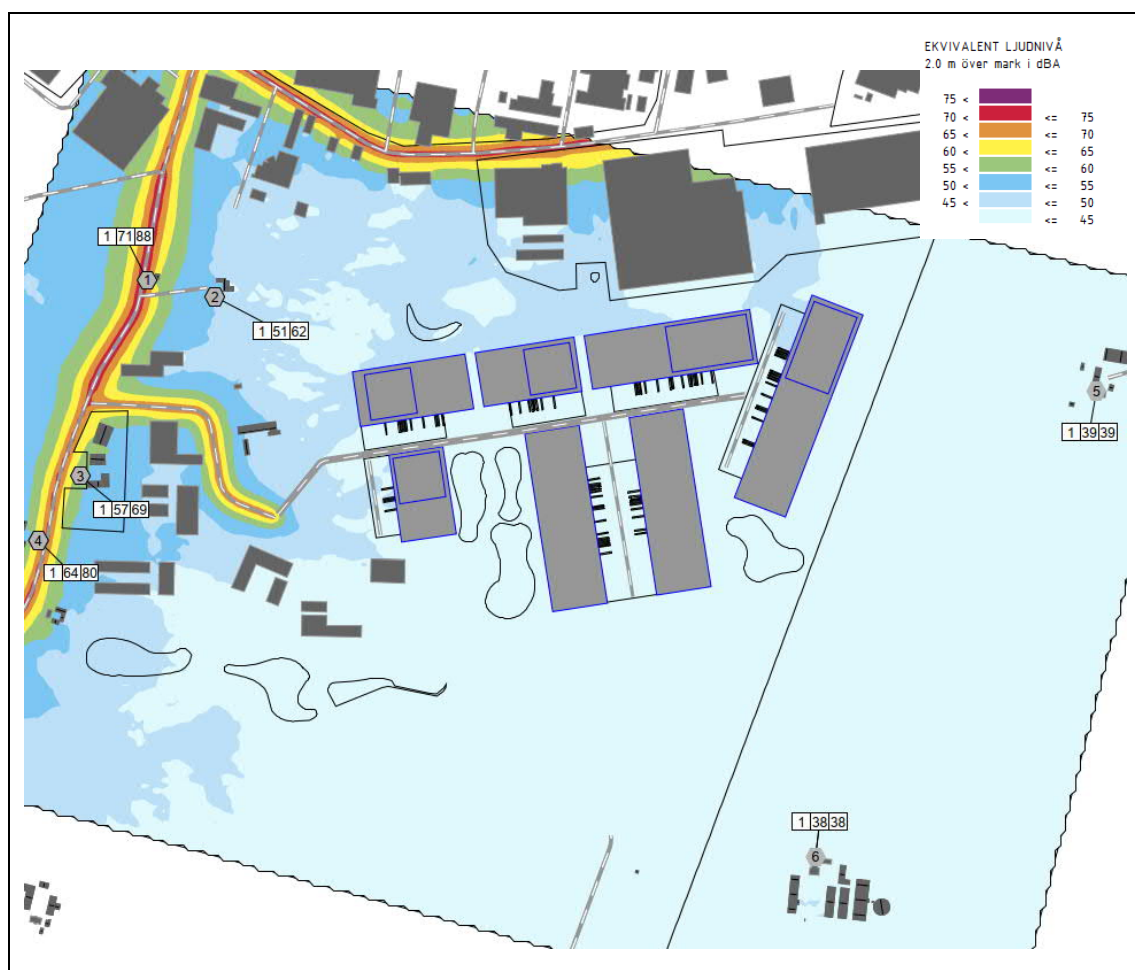 EKVIVALENT LJUDNIVÅ
2.0 m över mark i dBA
75 <
70 < <= 75
65 < <= 70
60 < <= 65
55 < <= 60
50 < <= 55
45 < <= 50
<= 45
1 71 88
1
2
1 51 62
5
1 39 39
3
1 57 69
4
1 64 80
1 38 38
6